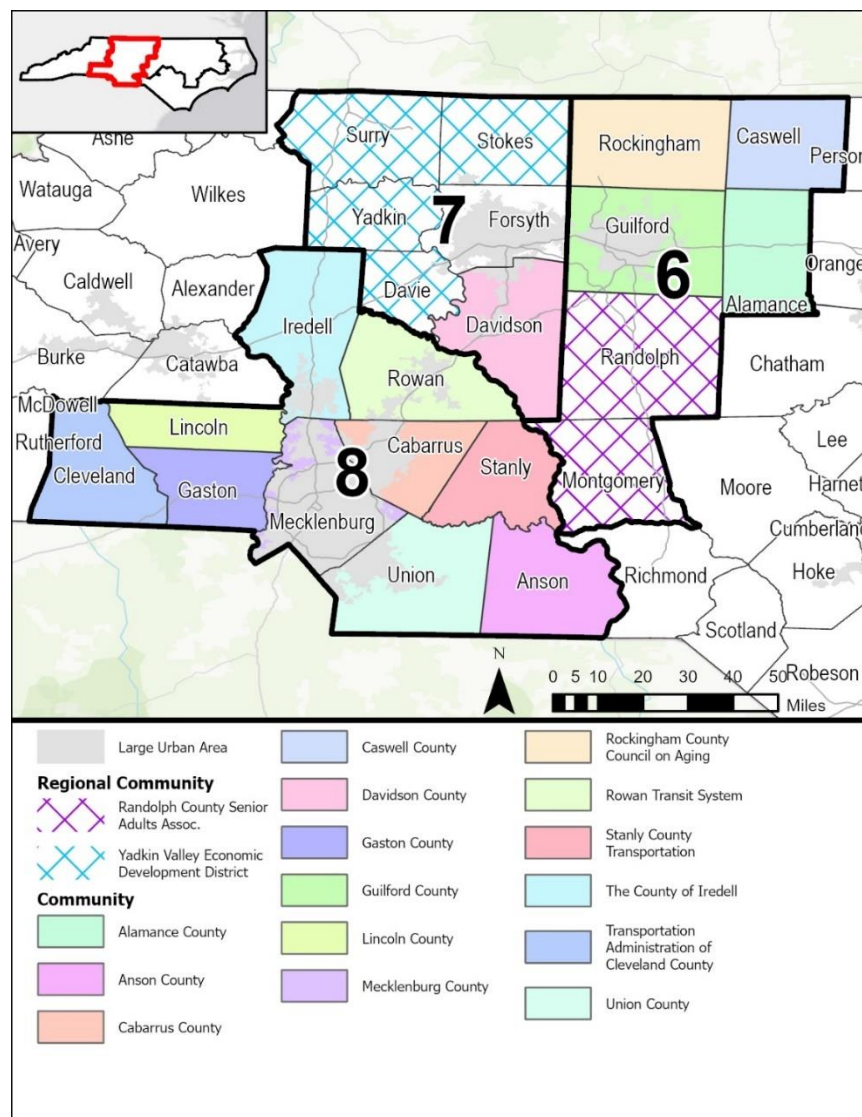 Ashe
Surry
Stokes
Rockingham
Caswell
Person
Watauga
Wilkes
Yadkin
7
Forsyth
Guilford
Avery
Caldwell
Alexander
Davie
6
Orange
Iredell
Davidson
Alamance
Burke
Catawba
Rowan
Randolph
Chatham
McDowell
Lincoln
Cabarrus
Lee
Rutherford
Cleveland
Gaston
8
Stanly
Montgomery
Moore
Harnet
Mecklenburg
Cumberland
Union
Anson
Richmond
Hoke
Scotland
Robeson
N
0 5 10 20 30 40 50
Miles
Large Urban Area
Regional Community
Randolph County Senior
Adults Assoc.
Yadkin Valley Economic
Development District
Community
Alamance County
Anson County
Cabarrus County
Caswell County
Davidson County
Gaston County
Guilford County
Lincoln County
Mecklenburg County
Rockingham County
Council on Aging
Rowan Transit System
Stanly County
Transportation
The County of Iredell
Transportation
Administration of
Cleveland County
Union County